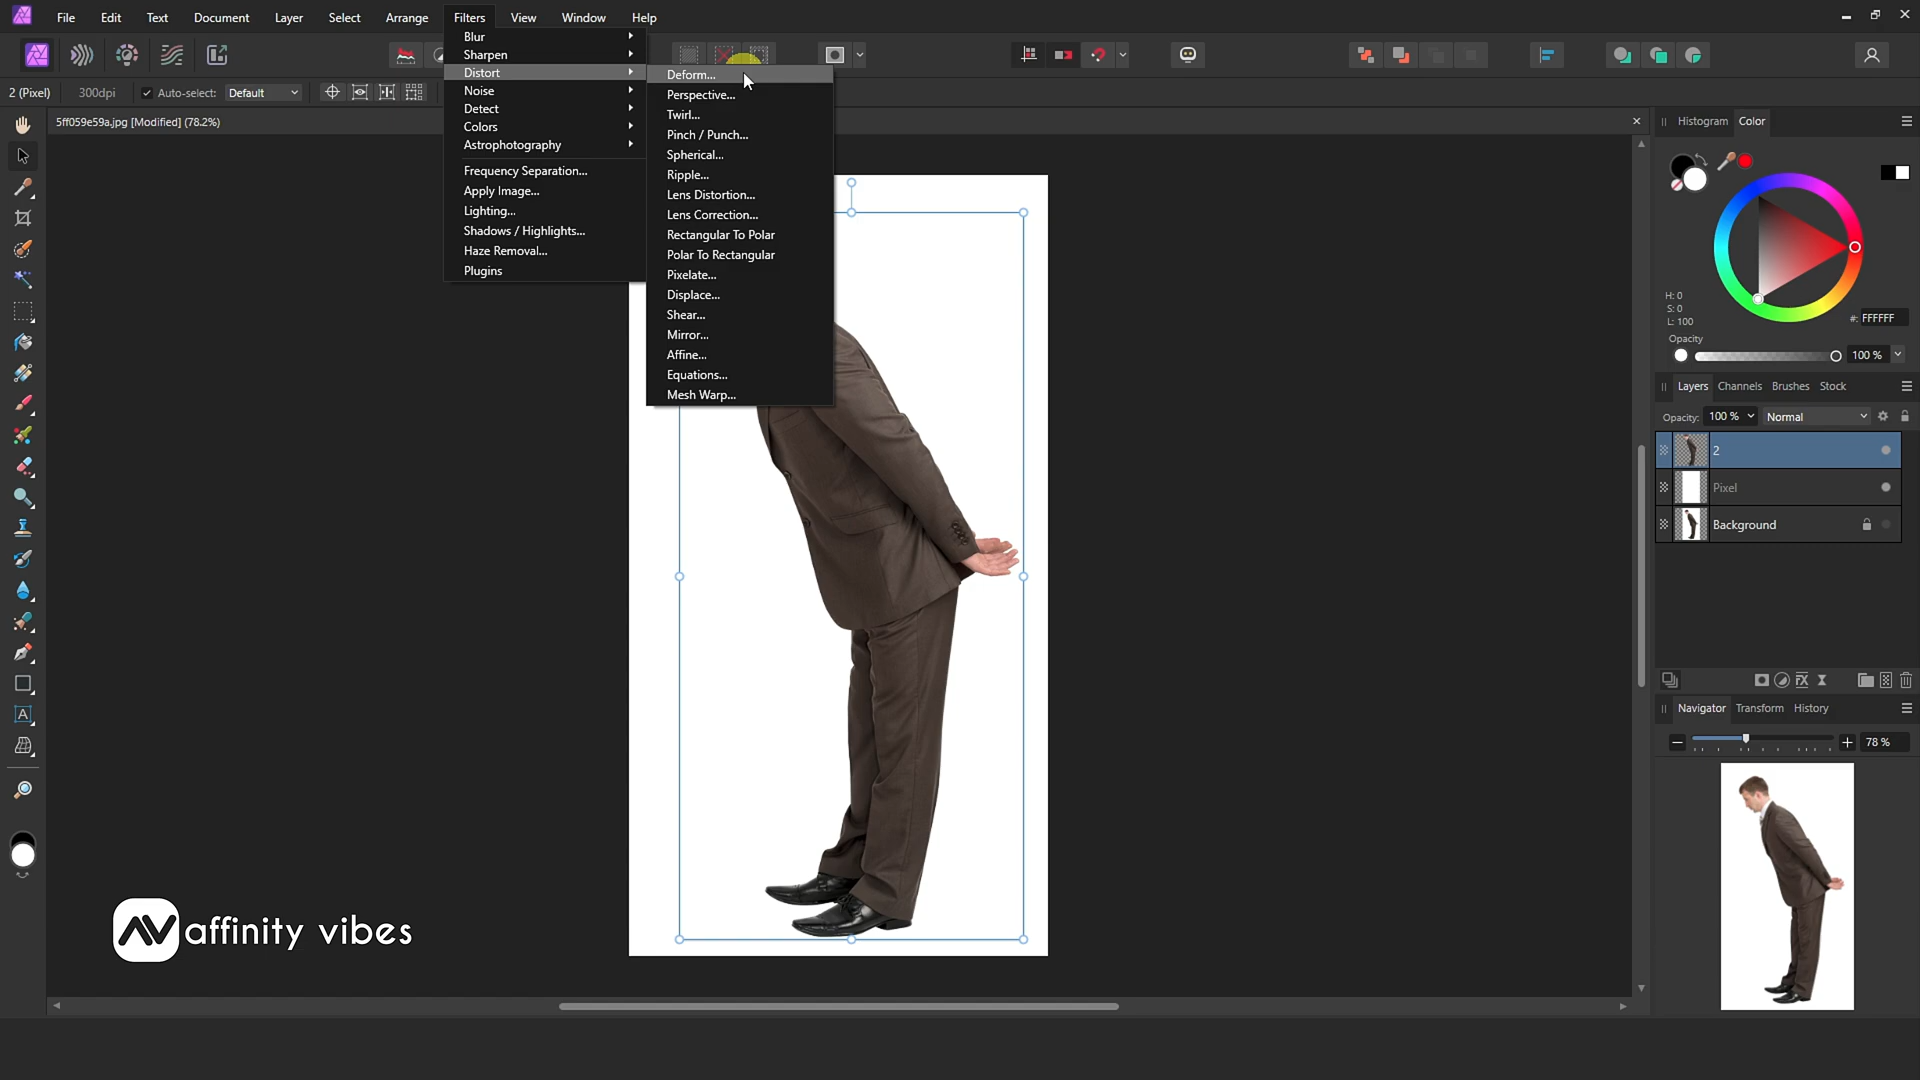 File Edit Text Document Layer Select Arrange Filters View Window Help
2 (Pixel) 300dpi Auto-select: Default
5ff059e59a.jpg [Modified] (78.2%)
Blur
Sharpen
Distort
Noise
Detect
Colors
Astrophotography
Frequency Separation...
Apply Image...
Lighting...
Shadows / Highlights...
Haze Removal...
Plugins
Deform...
Perspective...
Twirl...
Pinch / Punch...
Spherical...
Ripple...
Lens Distortion...
Lens Correction...
Rectangular To Polar
Polar To Rectangular
Pixelate...
Displace...
Shear...
Mirror...
Affine...
Equations...
Mesh Warp...
Histogram Color
H: 0
S: 0
L: 100
#: FFFFFF
Opacity
100 %
Layers Channels Brushes Stock
Opacity: 100 % Normal
2
Pixel
Background
Navigator Transform History
78 %
affinity vibes